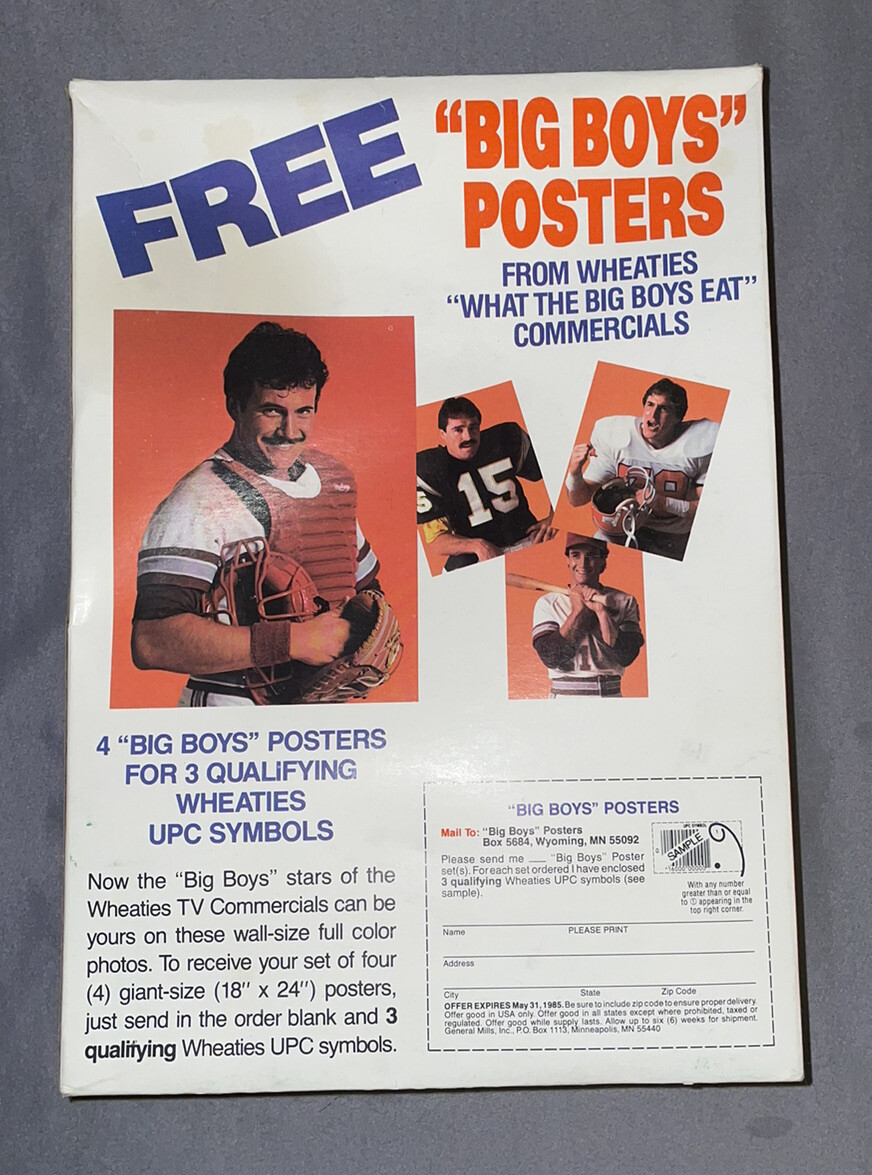 FREE
“BIG BOYS”
POSTERS
FROM WHEATIES
“WHAT THE BIG BOYS EAT”
COMMERCIALS
15
4 “BIG BOYS” POSTERS
FOR 3 QUALIFYING
WHEATIES
UPC SYMBOLS
Now the “Big Boys” stars of the
Wheaties TV Commercials can be
yours on these wall-size full color
photos. To receive your set of four
(4) giant-size (18″ x 24″) posters,
just send in the order blank and 3
qualifying Wheaties UPC symbols.
“BIG BOYS” POSTERS
Mail To: “Big Boys” Posters
Box 5684, Wyoming, MN 55092
Please send me ___ “Big Boys” Poster
set(s). For each set ordered I have enclosed
3 qualifying Wheaties UPC symbols (see
sample).
UPC SYMBOL
SAMPLE
With any number
greater than or equal
to ① appearing in the
top right corner.
Name PLEASE PRINT
Address
City State Zip Code
OFFER EXPIRES May 31, 1985. Be sure to include zip code to ensure proper delivery.
Offer good in USA only. Offer good in all states except where prohibited, taxed or
regulated. Offer good while supply lasts. Allow up to six (6) weeks for shipment.
General Mills, Inc., P.O. Box 1113, Minneapolis, MN 55440